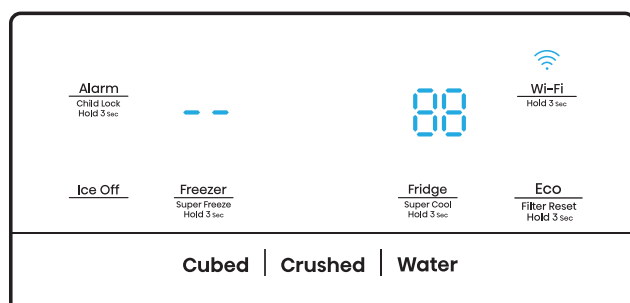 Alarm
Child Lock
Hold 3 Sec
-- 88
Wi-Fi
Hold 3 Sec
Ice Off
Freezer
Super Freeze
Hold 3 Sec
Fridge
Super Cool
Hold 3 Sec
Eco
Filter Reset
Hold 3 Sec
Cubed | Crushed | Water